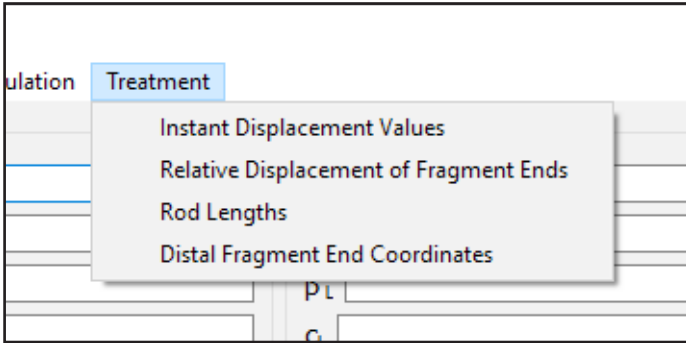 ulation Treatment
Instant Displacement Values
Relative Displacement of Fragment Ends
Rod Lengths
Distal Fragment End Coordinates
p L